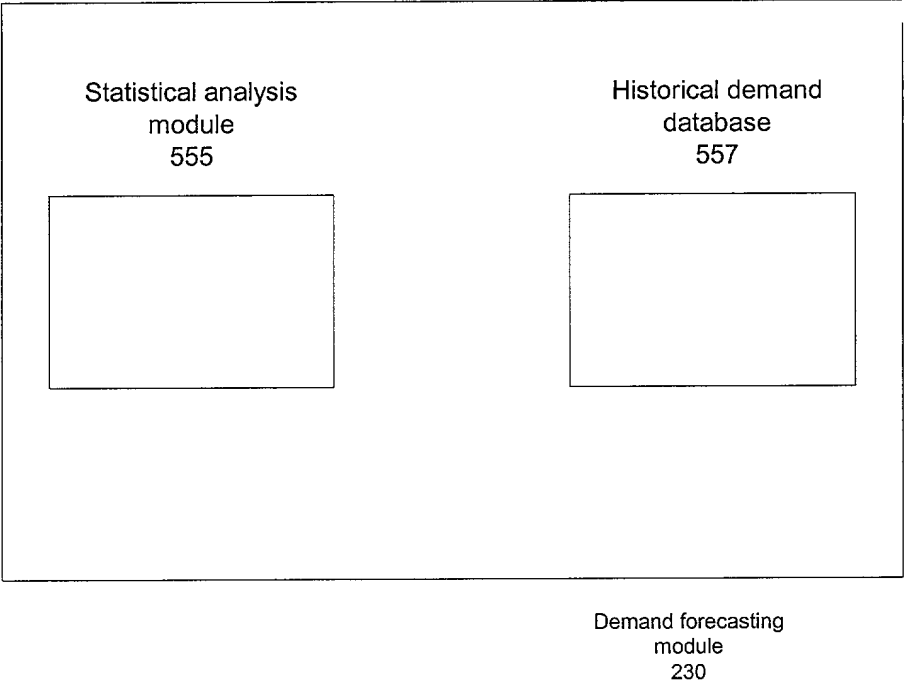 Statistical analysis
module
555
Historical demand
database
557
Demand forecasting
module
230